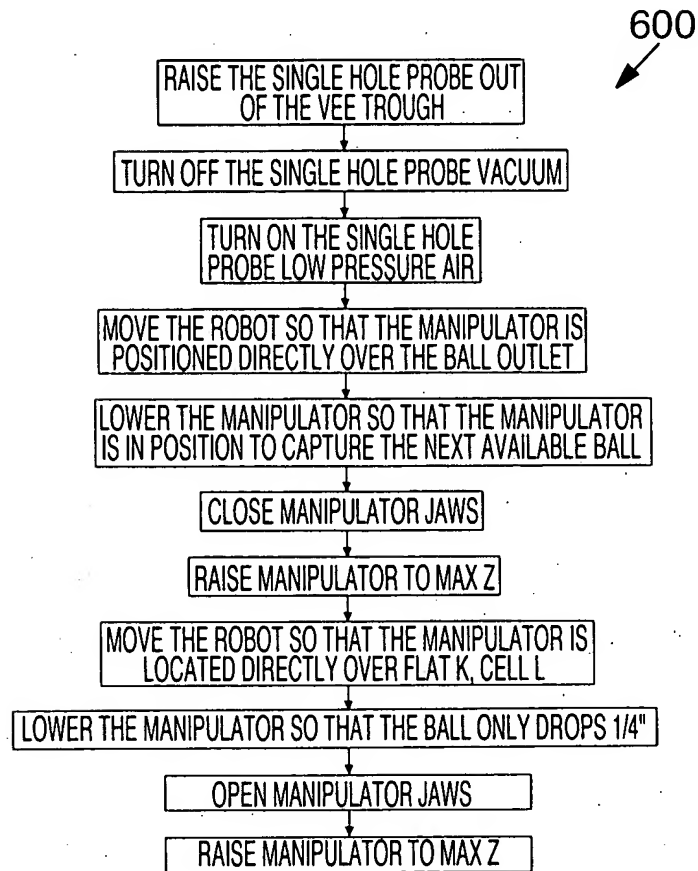 600
RAISE THE SINGLE HOLE PROBE OUT
OF THE VEE TROUGH
TURN OFF THE SINGLE HOLE PROBE VACUUM
TURN ON THE SINGLE HOLE
PROBE LOW PRESSURE AIR
MOVE THE ROBOT SO THAT THE MANIPULATOR IS
POSITIONED DIRECTLY OVER THE BALL OUTLET
LOWER THE MANIPULATOR SO THAT THE MANIPULATOR
IS IN POSITION TO CAPTURE THE NEXT AVAILABLE BALL
CLOSE MANIPULATOR JAWS
RAISE MANIPULATOR TO MAX Z
MOVE THE ROBOT SO THAT THE MANIPULATOR IS
LOCATED DIRECTLY OVER FLAT K, CELL L
LOWER THE MANIPULATOR SO THAT THE BALL ONLY DROPS 1/4"
OPEN MANIPULATOR JAWS
RAISE MANIPULATOR TO MAX Z